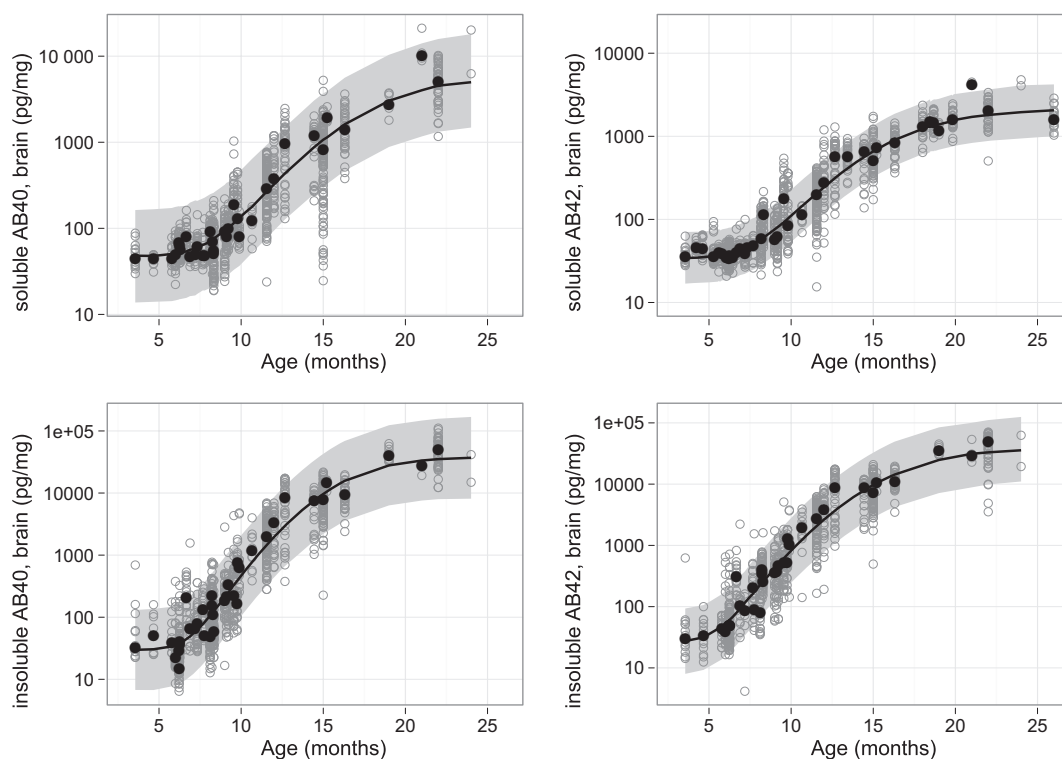 soluble AB40, brain (pg/mg)
10 000
1000
100
10
5 10 15 20 25
Age (months)
soluble AB42, brain (pg/mg)
10000
1000
100
10
5 10 15 20 25
Age (months)
insoluble AB40, brain (pg/mg)
1e+05
10000
1000
100
10
5 10 15 20 25
Age (months)
insoluble AB42, brain (pg/mg)
1e+05
10000
1000
100
10
5 10 15 20 25
Age (months)